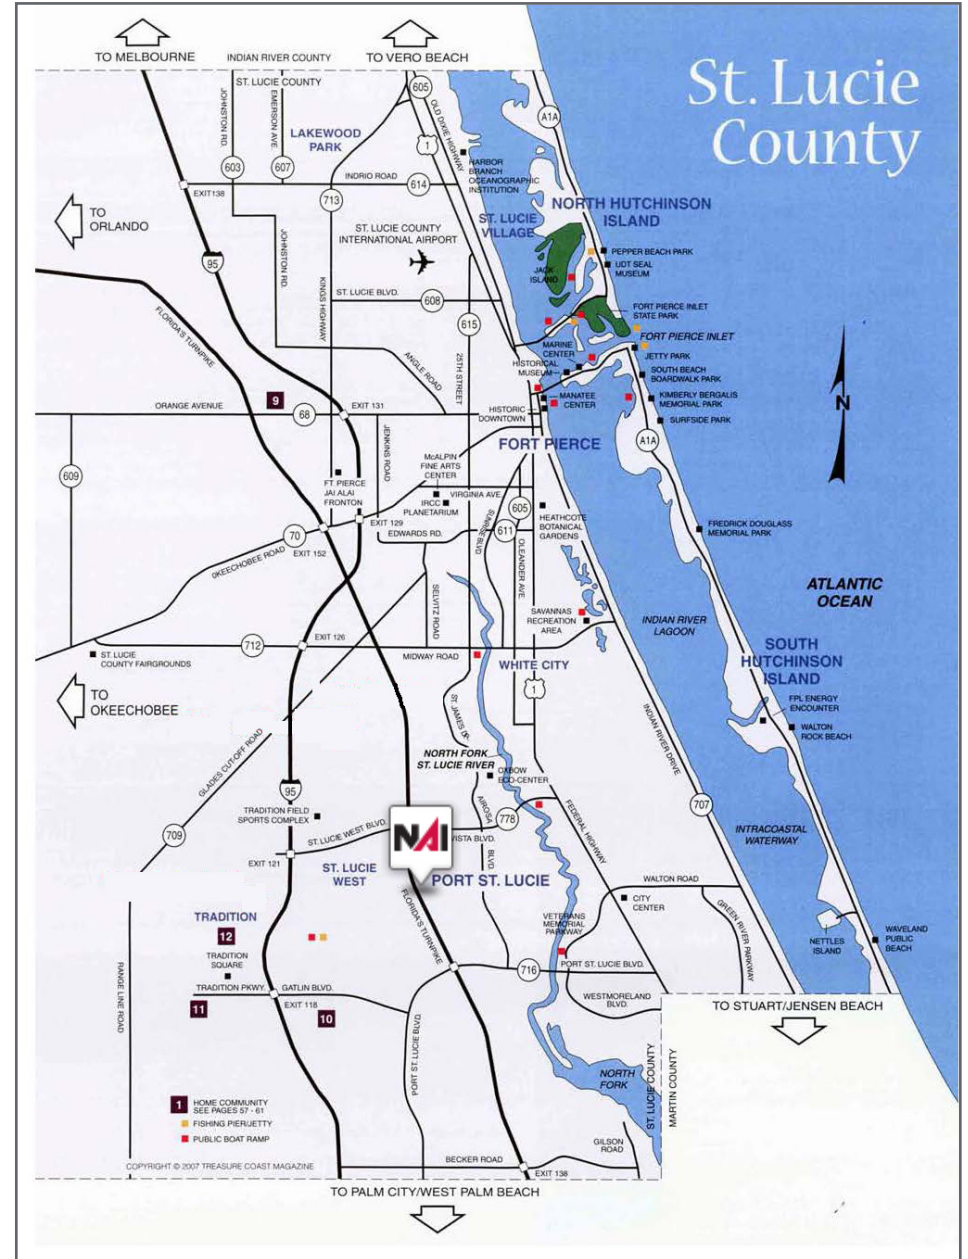 TO MELBOURNE
INDIAN RIVER COUNTY
TO VERO BEACH
ST. LUCIE COUNTY
St. Lucie
County
JOHNSTON RD.
EMERSON AVE
605
OLD DIXIE HIGHWAY
A1A
1
LAKEWOOD
PARK
603
607
HARBOR
BRANCH
OCEANOGRAPHIC
INSTITUTION
INDRIO ROAD
614
EXIT138
713
TO
ORLANDO
ST. LUCIE
VILLAGE
NORTH HUTCHINSON
ISLAND
ST. LUCIE COUNTY
INTERNATIONAL AIRPORT
95
JOHNSTON RD.
PEPPER BEACH PARK
UDT SEAL
MUSEUM
JACK
ISLAND
ST. LUCIE BLVD.
608
KINGS HIGHWAY
FLORIDA'S TURNPIKE
615
FORT PIERCE INLET
STATE PARK
FORT PIERCE INLET
MARINE
CENTER
JETTY PARK
ANGLE ROAD
25TH STREET
HISTORICAL
MUSEUM
SOUTH BEACH
BOARDWALK PARK
MANATEE
CENTER
KIMBERLY BERGALIS
MEMORIAL PARK
N
ORANGE AVENUE
9
68
EXIT 131
HISTORIC
DOWNTOWN
SURFSIDE PARK
JENKINS ROAD
FORT PIERCE
A1A
McALPIN
FINE ARTS
CENTER
609
FT. PIERCE
JAI ALAI
FRONTON
VIRGINIA AVE.
IRCC
PLANETARIUM
SUNRISE BLVD
605
HEATHCOTE
BOTANICAL
GARDENS
EXIT 129
EDWARDS RD.
611
FREDRICK DOUGLASS
MEMORIAL PARK
70
EXIT 152
OKEECHOBEE ROAD
OLEANDER AVE.
SELVITZ ROAD
ATLANTIC
OCEAN
SAVANNAS
RECREATION
AREA
INDIAN RIVER
LAGOON
712
EXIT 126
ST. LUCIE
COUNTY FAIRGROUNDS
MIDWAY ROAD
WHITE CITY
SOUTH
HUTCHINSON
ISLAND
TO
OKEECHOBEE
1
ST. JAMES DR.
INDIAN RIVER DRIVE
FPL ENERGY
ENCOUNTER
WALTON
ROCK BEACH
GLADES CUT-OFF ROAD
NORTH FORK
ST. LUCIE RIVER
OXBOW
ECO-CENTER
95
AIROSO
BLVD.
707
TRADITION FIELD
SPORTS COMPLEX
709
ST. LUCIE WEST BLVD.
NAI
778
VISTA BLVD.
FEDERAL HIGHWAY
INTRACOASTAL
WATERWAY
EXIT 121
ST. LUCIE
WEST
PORT ST. LUCIE
WALTON ROAD
CITY
CENTER
GREEN RIVER PARKWAY
FLORIDA'S TURNPIKE
TRADITION
12
VETERANS
MEMORIAL
PARKWAY
NETTLES
ISLAND
WAVELAND
PUBLIC
BEACH
RANGE LINE ROAD
TRADITION
SQUARE
716
PORT ST. LUCIE BLVD.
TRADITION PKWY.
GATLIN BLVD.
11
EXIT 118
10
WESTMORELAND
BLVD.
TO STUART/JENSEN BEACH
PORT ST. LUCIE BLVD.
NORTH
FORK
ST. LUCIE COUNTY
MARTIN COUNTY
1
HOME COMMUNITY
SEE PAGES 57 - 61
FISHING PIER/JETTY
PUBLIC BOAT RAMP
GILSON
ROAD
COPYRIGHT © 2007 TREASURE COAST MAGAZINE
BECKER ROAD
EXIT 138
TO PALM CITY/WEST PALM BEACH